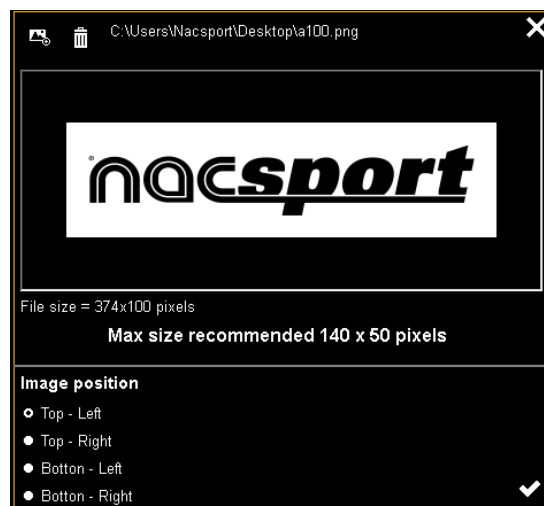 C:\Users\Nacsport\Desktop\a100.png
nacsport
File size = 374x100 pixels
Max size recommended 140 x 50 pixels
Image position
Top - Left
Top - Right
Botton - Left
Botton - Right